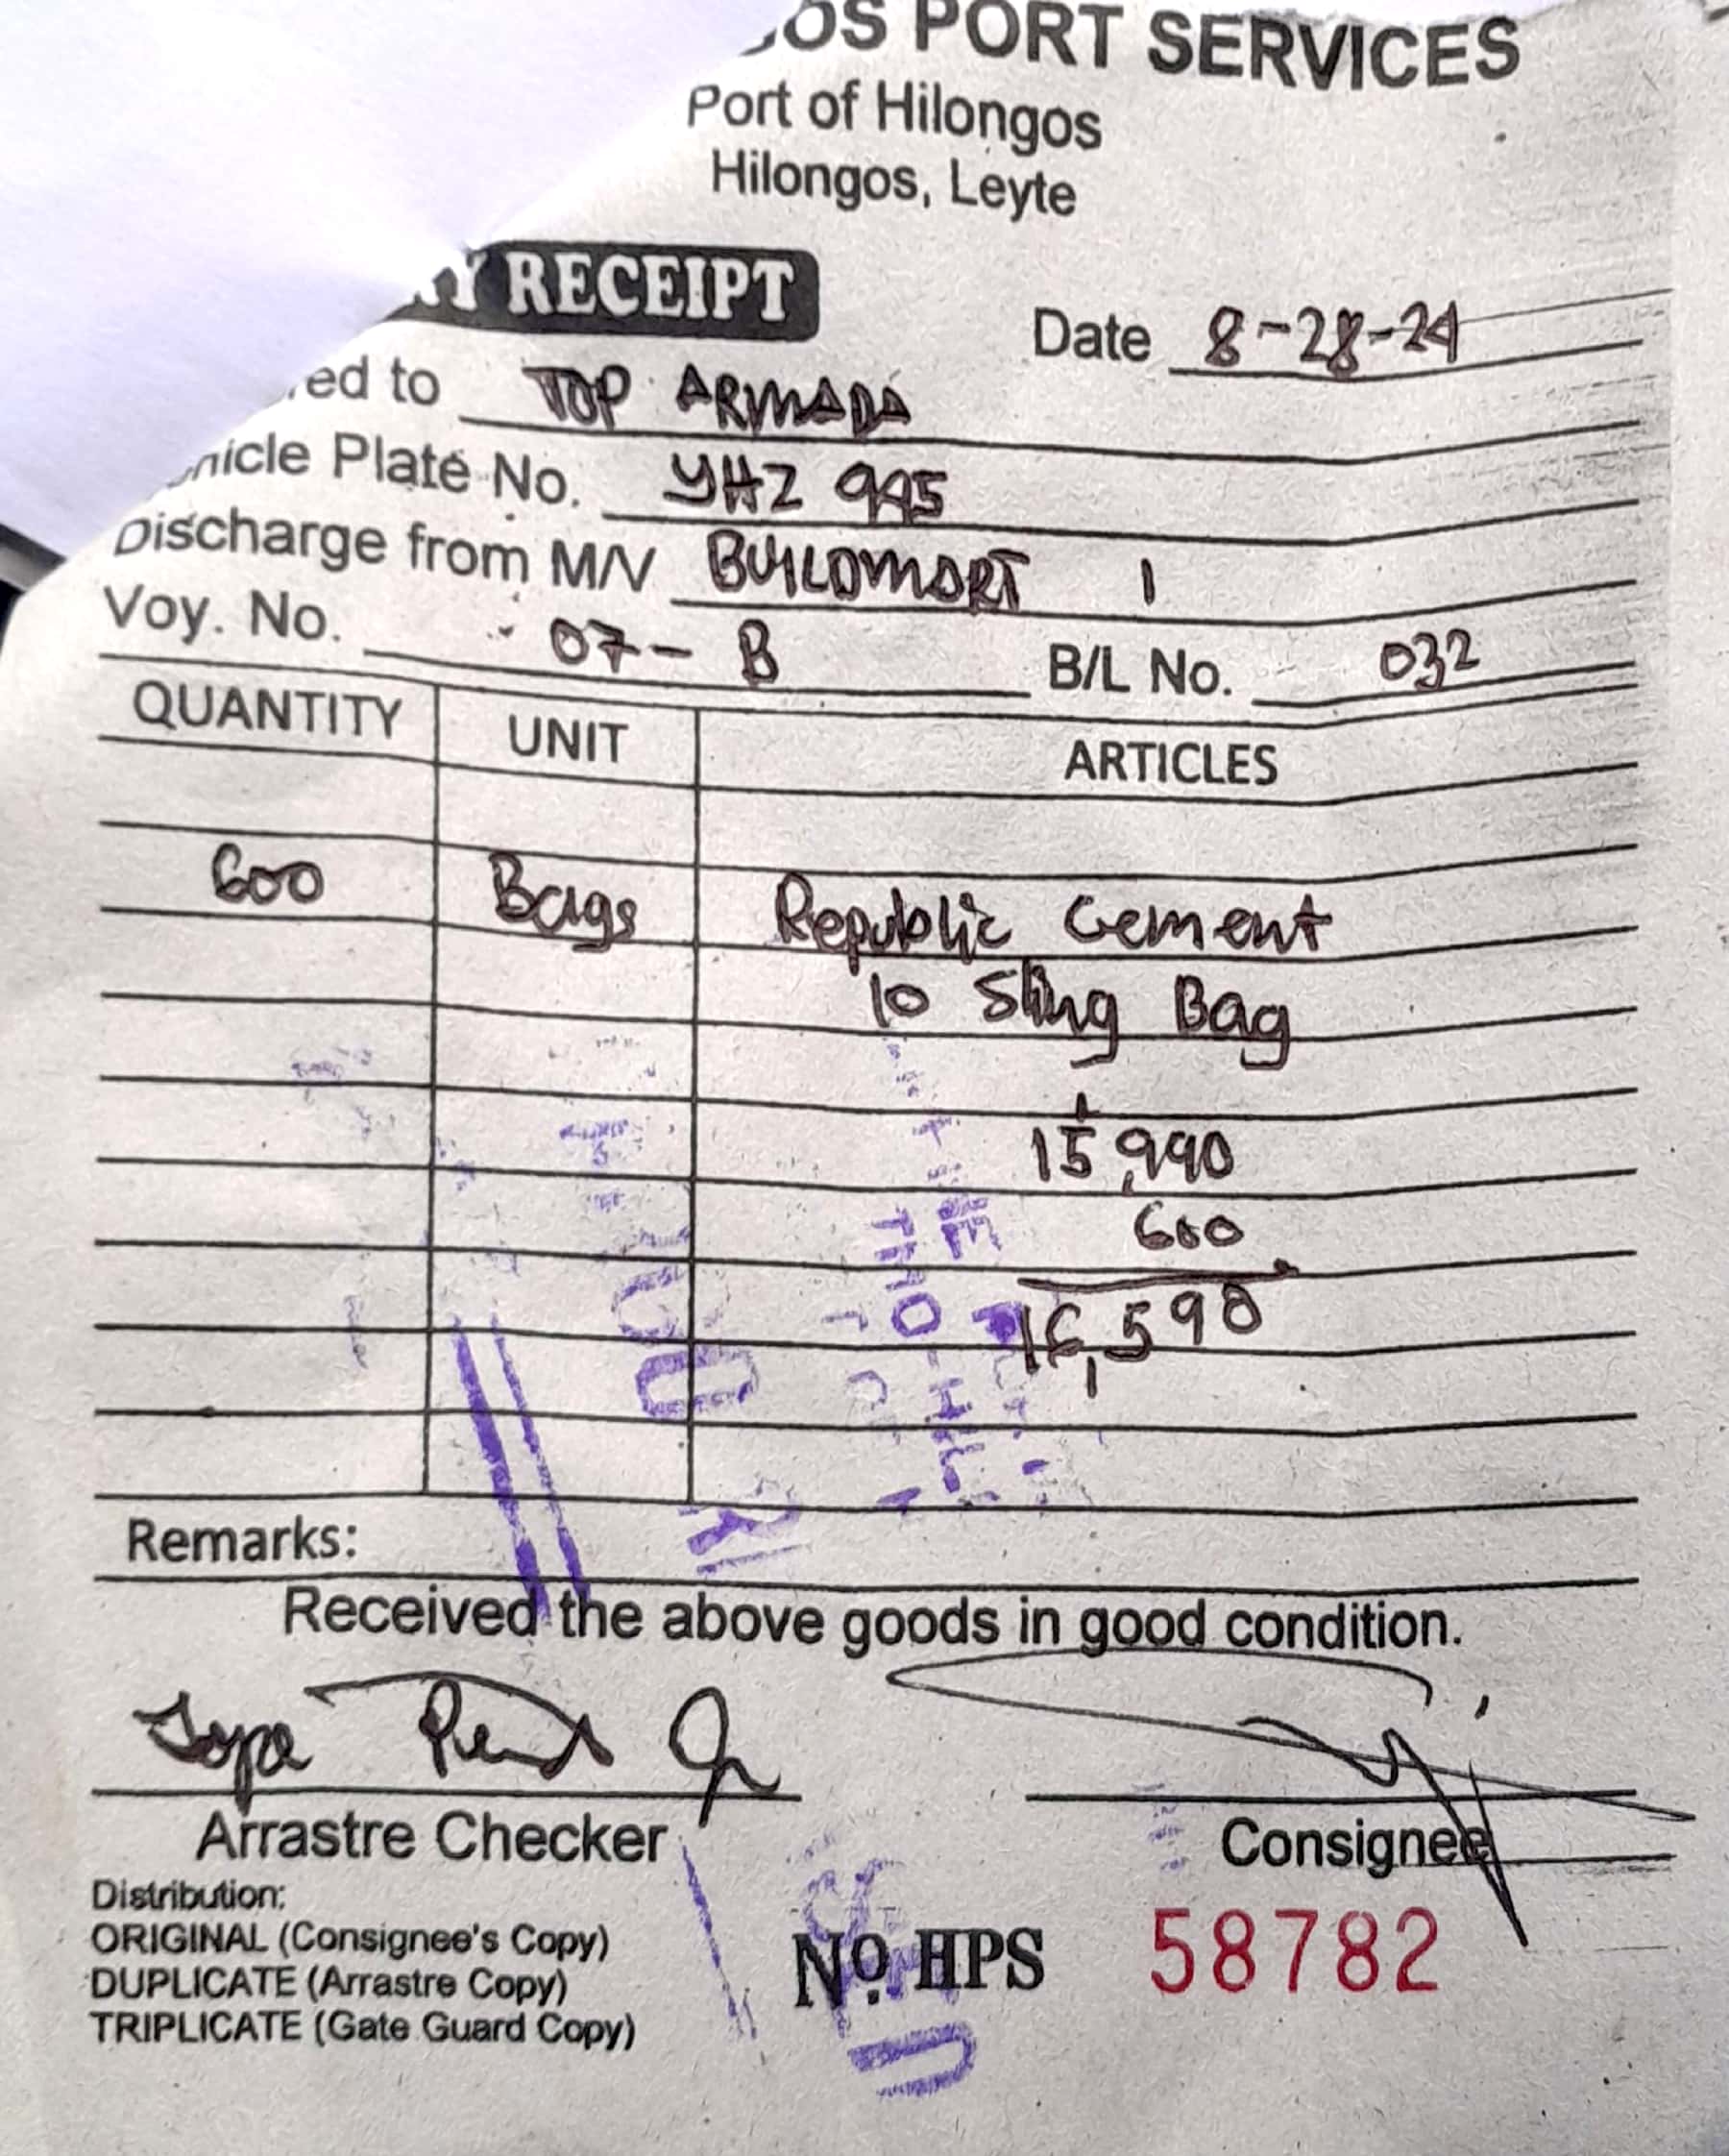 OS PORT SERVICES
Port of Hilongos
Hilongos, Leyte
Y RECEIPT
Date 8-28-24
ed to TOP ARMADA
hicle Plate No. YHZ 995
Discharge from M/V BUILDMART 1
Voy. No. 07- B B/L No. 032
QUANTITY UNIT ARTICLES
600 Bags Republic Cement
10 Sling Bag
15,990
600
16,590
Remarks:
Received the above goods in good condition.
Arrastre Checker Consignee
Distribution:
ORIGINAL (Consignee's Copy)
DUPLICATE (Arrastre Copy)
TRIPLICATE (Gate Guard Copy)
No. HPS 58782